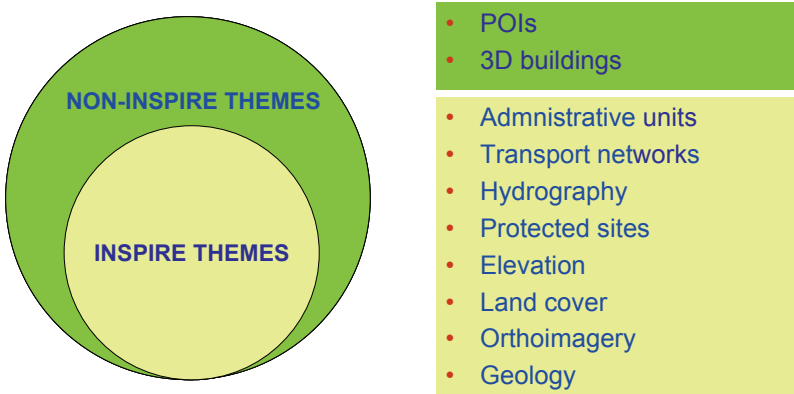 NON-INSPIRE THEMES
INSPIRE THEMES
• POIs
• 3D buildings
• Admnistrative units
• Transport networks
• Hydrography
• Protected sites
• Elevation
• Land cover
• Orthoimagery
• Geology